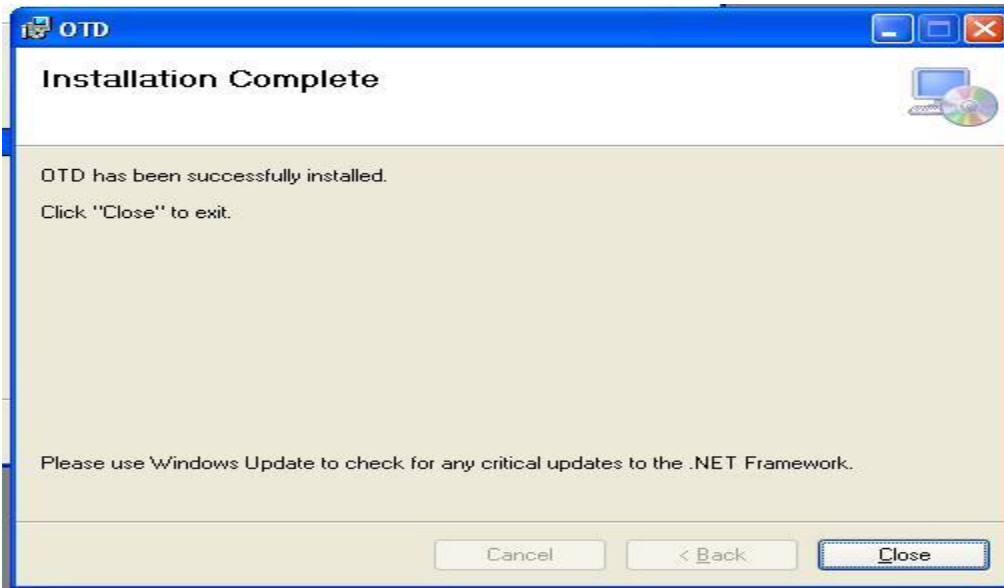 OTD
Installation Complete
OTD has been successfully installed.
Click "Close" to exit.
Please use Windows Update to check for any critical updates to the .NET Framework.
Cancel
< Back
Close